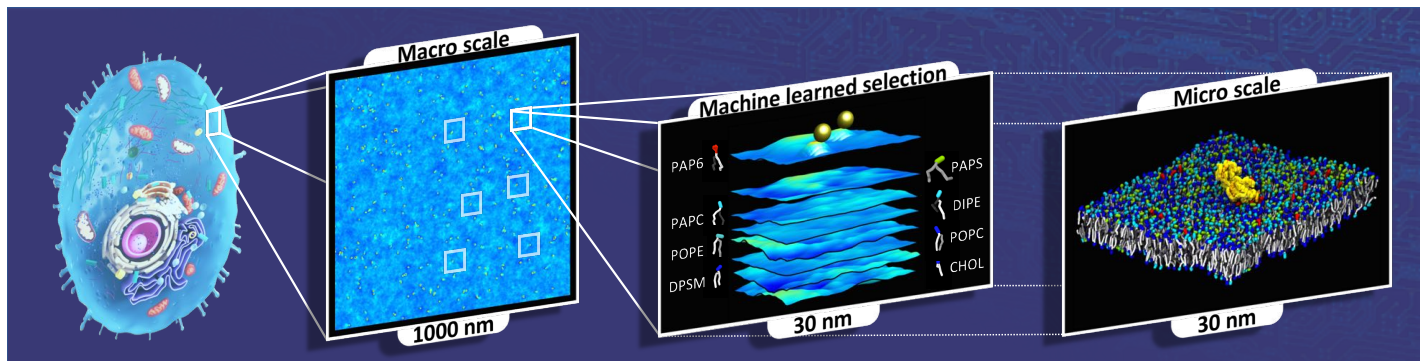 Macro scale
1000 nm
Machine learned selection
PAP6
PAPC
POPE
DPSM
PAPS
DIPE
POPC
CHOL
30 nm
Micro scale
30 nm